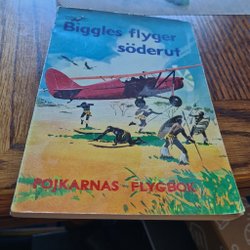 Biggles flyger
söderut
POJKARNAS FLYGBOK